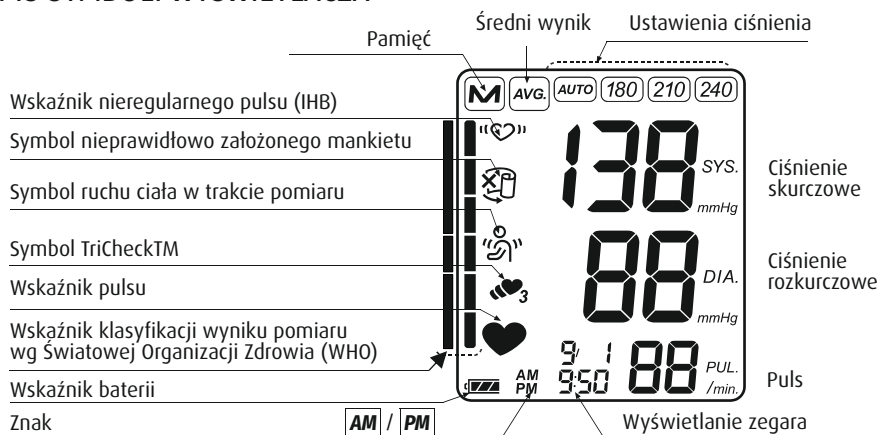 Średni wynik
Ustawienia ciśnienia
Pamięć
M AVG. AUTO 180 210 240
Wskaźnik nieregularnego pulsu (IHB)
Symbol nieprawidłowo założonego mankietu
Symbol ruchu ciała w trakcie pomiaru
Symbol TriCheckTM
Wskaźnik pulsu
Wskaźnik klasyfikacji wyniku pomiaru
wg Światowej Organizacji Zdrowia (WHO)
Wskaźnik baterii
Znak AM / PM
138 SYS.
mmHg
Ciśnienie
skurczowe
88 DIA.
mmHg
Ciśnienie
rozkurczowe
3
9/ 1
AM
PM
9:50
88 PUL.
/min.
Puls
Wyświetlanie zegara